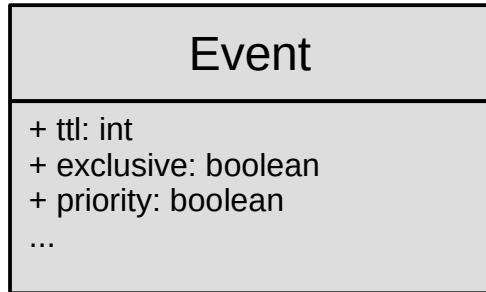 Event
+ ttl: int
+ exclusive: boolean
+ priority: boolean
...